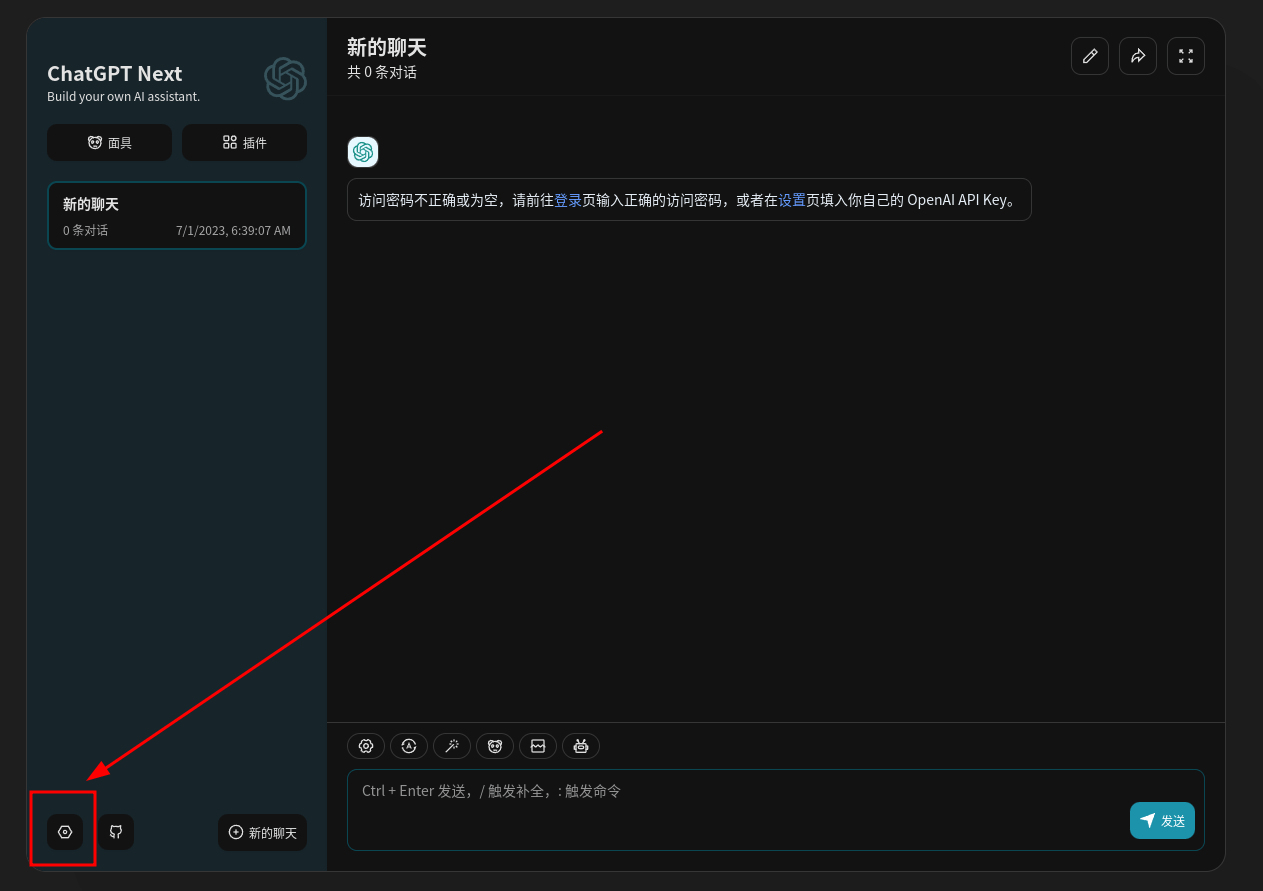 ChatGPT Next
Build your own AI assistant.
面具
插件
新的聊天
0 条对话
7/1/2023, 6:39:07 AM
新的聊天
新的聊天
共 0 条对话
访问密码不正确或为空，请前往登录页输入正确的访问密码，或者在设置页填入你自己的 OpenAI API Key。
Ctrl + Enter 发送，/ 触发补全，: 触发命令
发送